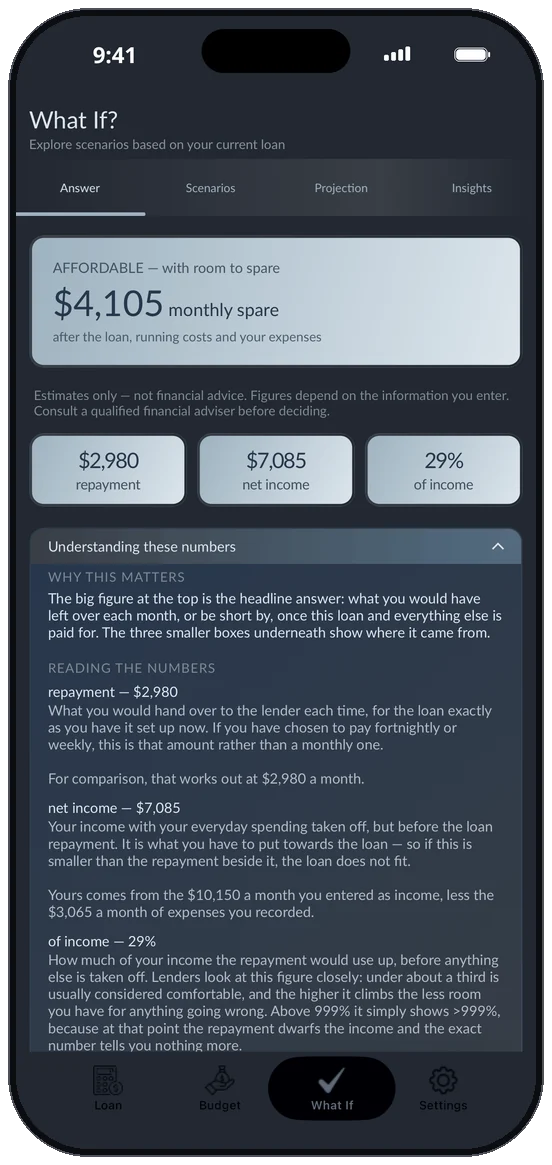 9:41
What If?
Explore scenarios based on your current loan
Answer
Scenarios
Projection
Insights
AFFORDABLE — with room to spare
$4,105 monthly spare
after the loan, running costs and your expenses
Estimates only — not financial advice. Figures depend on the information you enter.
Consult a qualified financial adviser before deciding.
$2,980
repayment
$7,085
net income
29%
of income
Understanding these numbers
WHY THIS MATTERS
The big figure at the top is the headline answer: what you would have
left over each month, or be short by, once this loan and everything else is
paid for. The three smaller boxes underneath show where it came from.
READING THE NUMBERS
repayment — $2,980
What you would hand over to the lender each time, for the loan exactly
as you have it set up now. If you have chosen to pay fortnightly or
weekly, this is that amount rather than a monthly one.
For comparison, that works out at $2,980 a month.
net income — $7,085
Your income with your everyday spending taken off, but before the loan
repayment. It is what you have to put towards the loan — so if this is
smaller than the repayment beside it, the loan does not fit.
Yours comes from the $10,150 a month you entered as income, less the
$3,065 a month of expenses you recorded.
of income — 29%
How much of your income the repayment would use up, before anything
else is taken off. Lenders look at this figure closely: under about a third is
usually considered comfortable, and the higher it climbs the less room
you have for anything going wrong. Above 999% it simply shows >999%,
because at that point the repayment dwarfs the income and the exact
number tells you nothing more.
Loan
Budget
What If
Settings